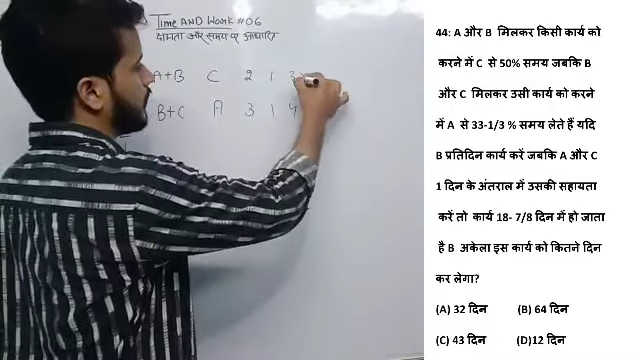 Time AND Work # 06
क्षमता और समय पर आधारित
A+B C 2 1 3
B+C A 3 1 4
44: A और B मिलकर किसी कार्य को
करने में C से 50% समय जबकि B
और C मिलकर उसी कार्य को करने
में A से 33-1/3 % समय लेते हैं यदि
B प्रतिदिन कार्य करें जबकि A और C
1 दिन के अंतराल में उसकी सहायता
करें तो कार्य 18- 7/8 दिन में हो जाता
है B अकेला इस कार्य को कितने दिन
कर लेगा?
(A) 32 दिन (B) 64 दिन
(C) 43 दिन (D)12 दिन